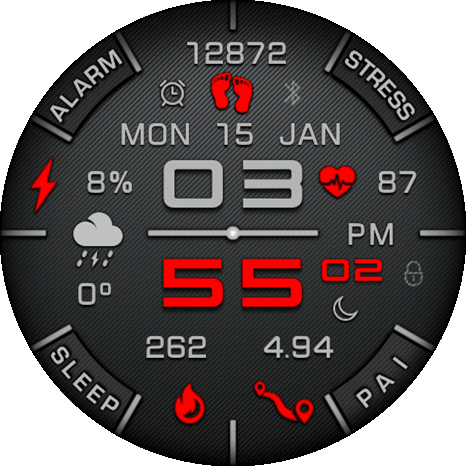 12872
ALARM
STRESS
MON 15 JAN
8% 03 87
PM
55 02
0°
262 4.94
SLEEP
PAI